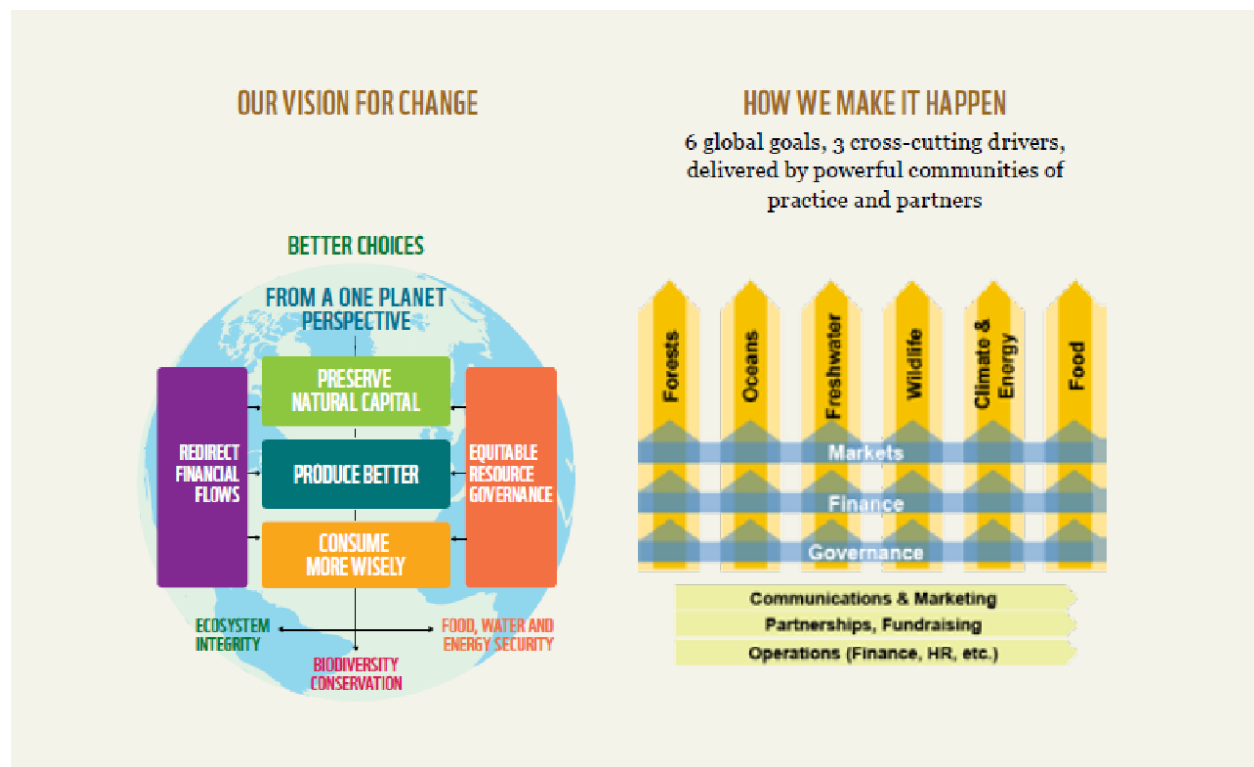 OUR VISION FOR CHANGE
BETTER CHOICES
FROM A ONE PLANET
PERSPECTIVE
REDIRECT
FINANCIAL
FLOWS
PRESERVE
NATURAL CAPITAL
PRODUCE BETTER
CONSUME
MORE WISELY
EQUITABLE
RESOURCE
GOVERNANCE
ECOSYSTEM
INTEGRITY
BIODIVERSITY
CONSERVATION
FOOD, WATER AND
ENERGY SECURITY
HOW WE MAKE IT HAPPEN
6 global goals, 3 cross-cutting drivers,
delivered by powerful communities of
practice and partners
Forests
Oceans
Freshwater
Wildlife
Climate &
Energy
Food
Markets
Finance
Governance
Communications & Marketing
Partnerships, Fundraising
Operations (Finance, HR, etc.)